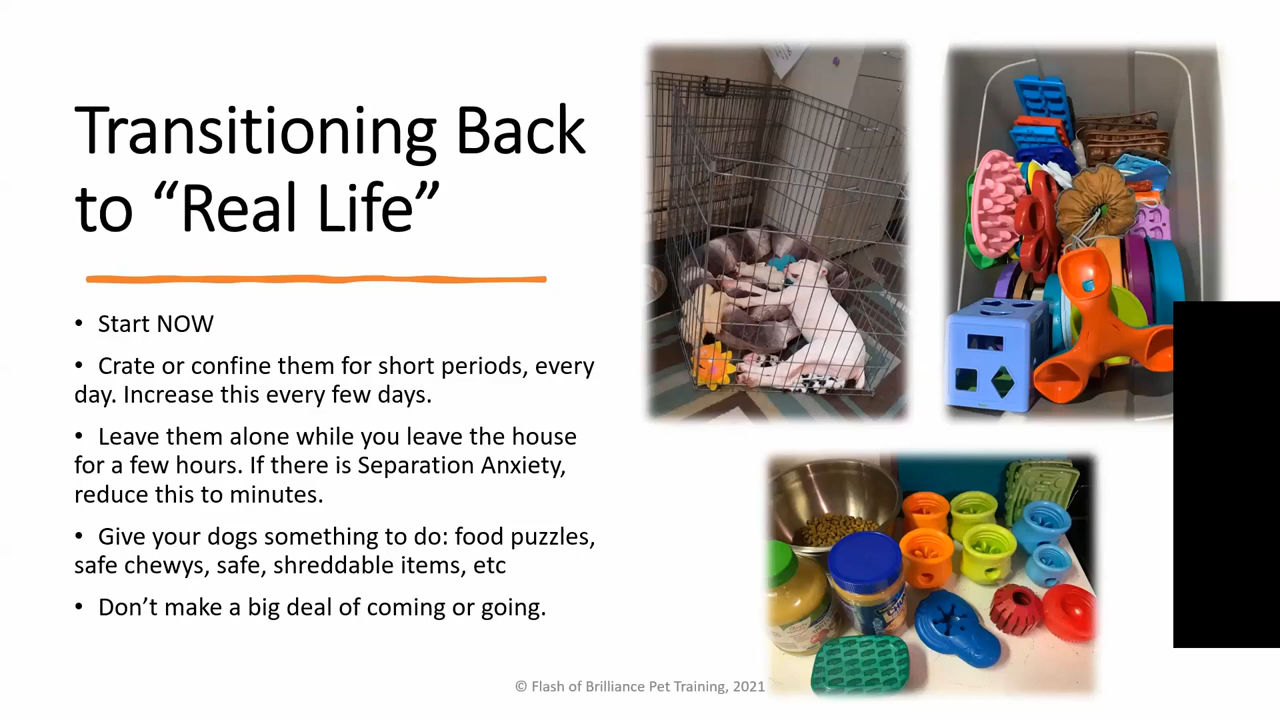 Transitioning Back
to “Real Life”
• Start NOW
• Crate or confine them for short periods, every
day. Increase this every few days.
• Leave them alone while you leave the house
for a few hours. If there is Separation Anxiety,
reduce this to minutes.
• Give your dogs something to do: food puzzles,
safe chewys, safe, shreddable items, etc
• Don’t make a big deal of coming or going.
© Flash of Brilliance Pet Training, 2021